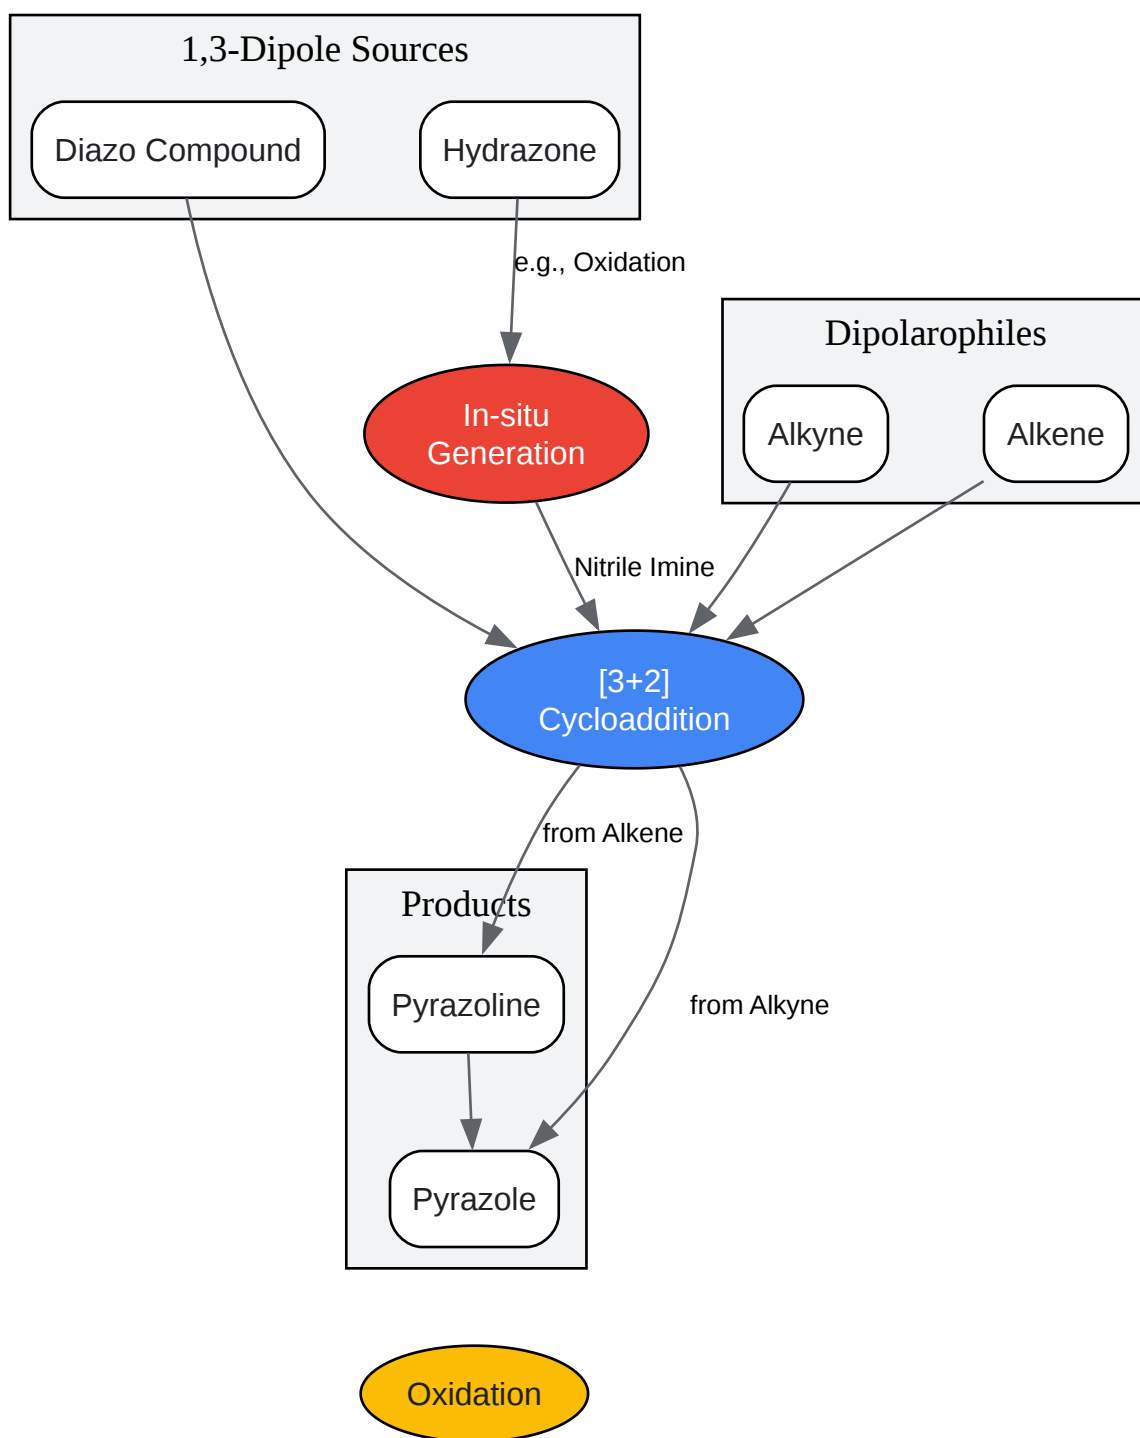 1,3-Dipole Sources
Diazo Compound
Hydrazone
e.g., Oxidation
Dipolarophiles
In-situ
Generation
Alkyne
Alkene
Nitrile Imine
[3+2]
Cycloaddition
from Alkene
Products
Pyrazoline
from Alkyne
Pyrazole
Oxidation